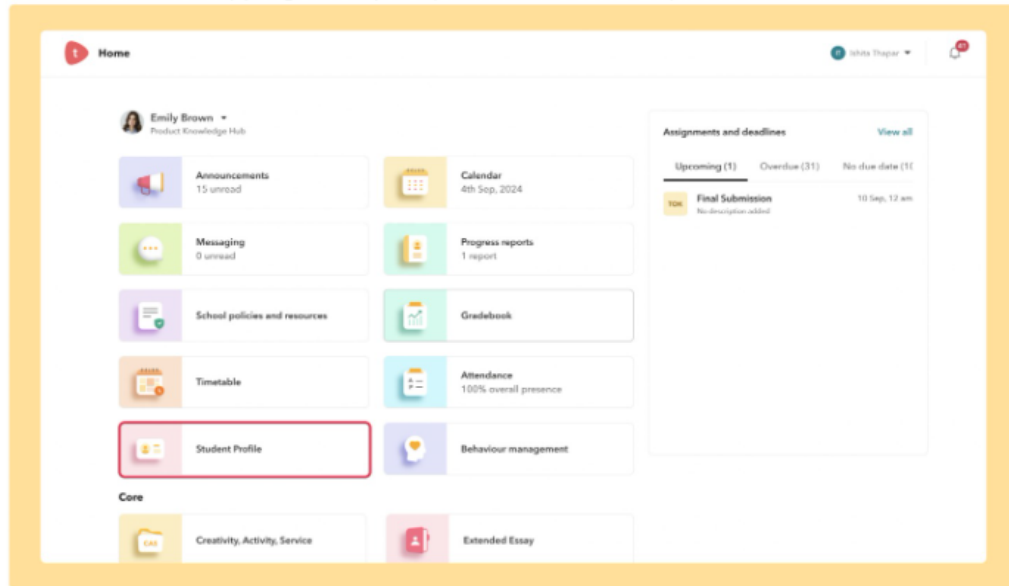 t Home
Ishita Thapar
41
Emily Brown
Product Knowledge Hub
Announcements
15 unread
Calendar
4th Sep, 2024
Messaging
0 unread
Progress reports
1 report
School policies and resources
Gradebook
Timetable
Attendance
100% overall presence
Student Profile
Behaviour management
Core
CAS
Creativity, Activity, Service
Extended Essay
Assignments and deadlines View all
Upcoming (1) Overdue (31) No due date (1(
TOK
Final Submission 10 Sep, 12 am
No description added